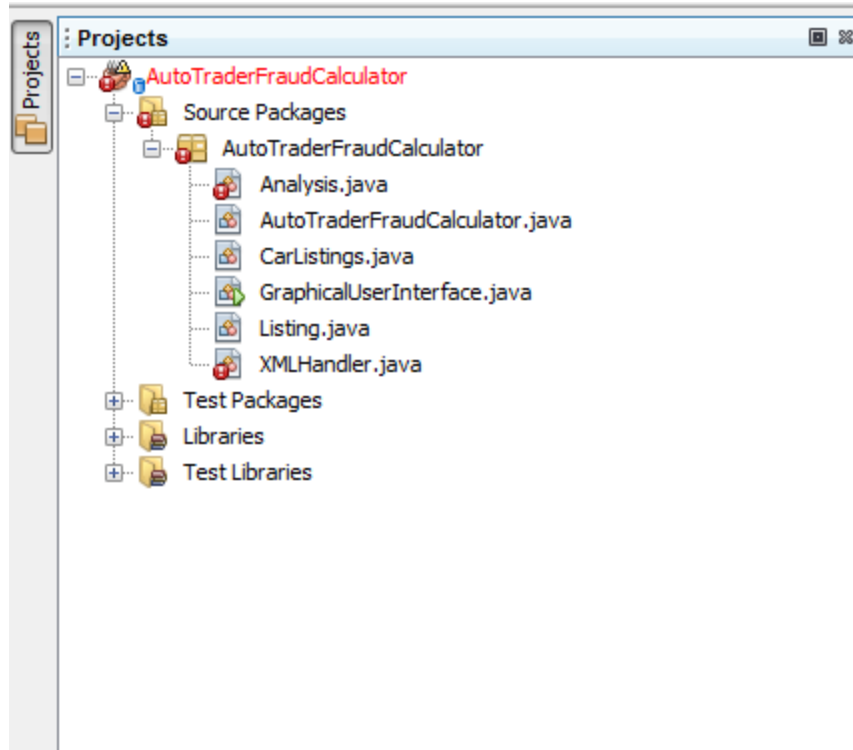 Projects
Projects
AutoTraderFraudCalculator
Source Packages
AutoTraderFraudCalculator
Analysis.java
AutoTraderFraudCalculator.java
CarListings.java
GraphicalUserInterface.java
Listing.java
XMLHandler.java
Test Packages
Libraries
Test Libraries